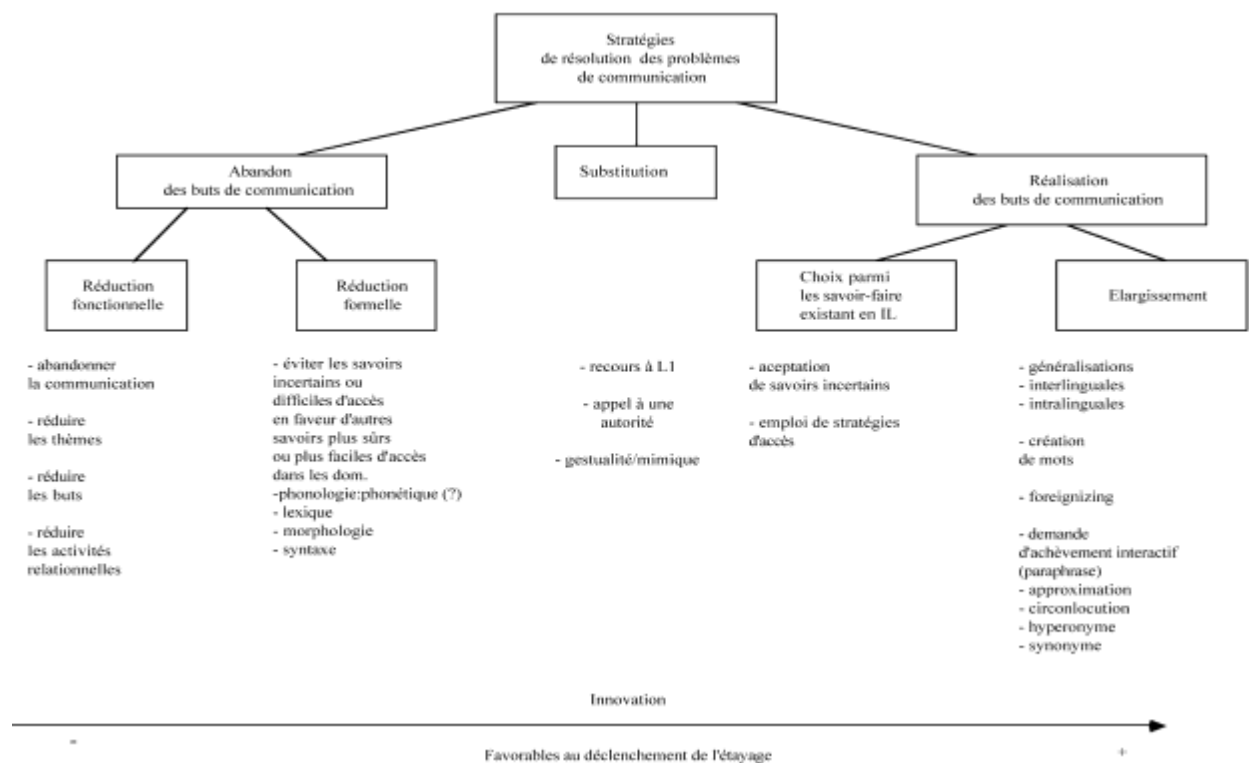 Stratégies
de résolution des problèmes
de communication
Abandon
des buts de communication
Substitution
Réalisation
des buts de communication
Réduction
fonctionnelle
Réduction
formelle
Choix parmi
les savoir-faire
existant en IL
Elargissement
- abandonner
la communication
- réduire
les thèmes
- réduire
les buts
- réduire
les activités
relationnelles
- éviter les savoirs
incertains ou
difficiles d'accès
en faveur d'autres
savoirs plus sûrs
ou plus faciles d'accès
dans les dom.
-phonologie:phonétique (?)
- lexique
- morphologie
- syntaxe
- recours à L1
- appel à une
autorité
- gestualité/mimique
- aceptation
de savoirs incertains
- emploi de stratégies
d'accès
- généralisations
- interlinguales
- intralinguales
- création
de mots
- foreignizing
- demande
d'achèvement interactif
(paraphrase)
- approximation
- circonlocution
- hyperonyme
- synonyme
Innovation
- +
Favorables au déclenchement de l'étayage